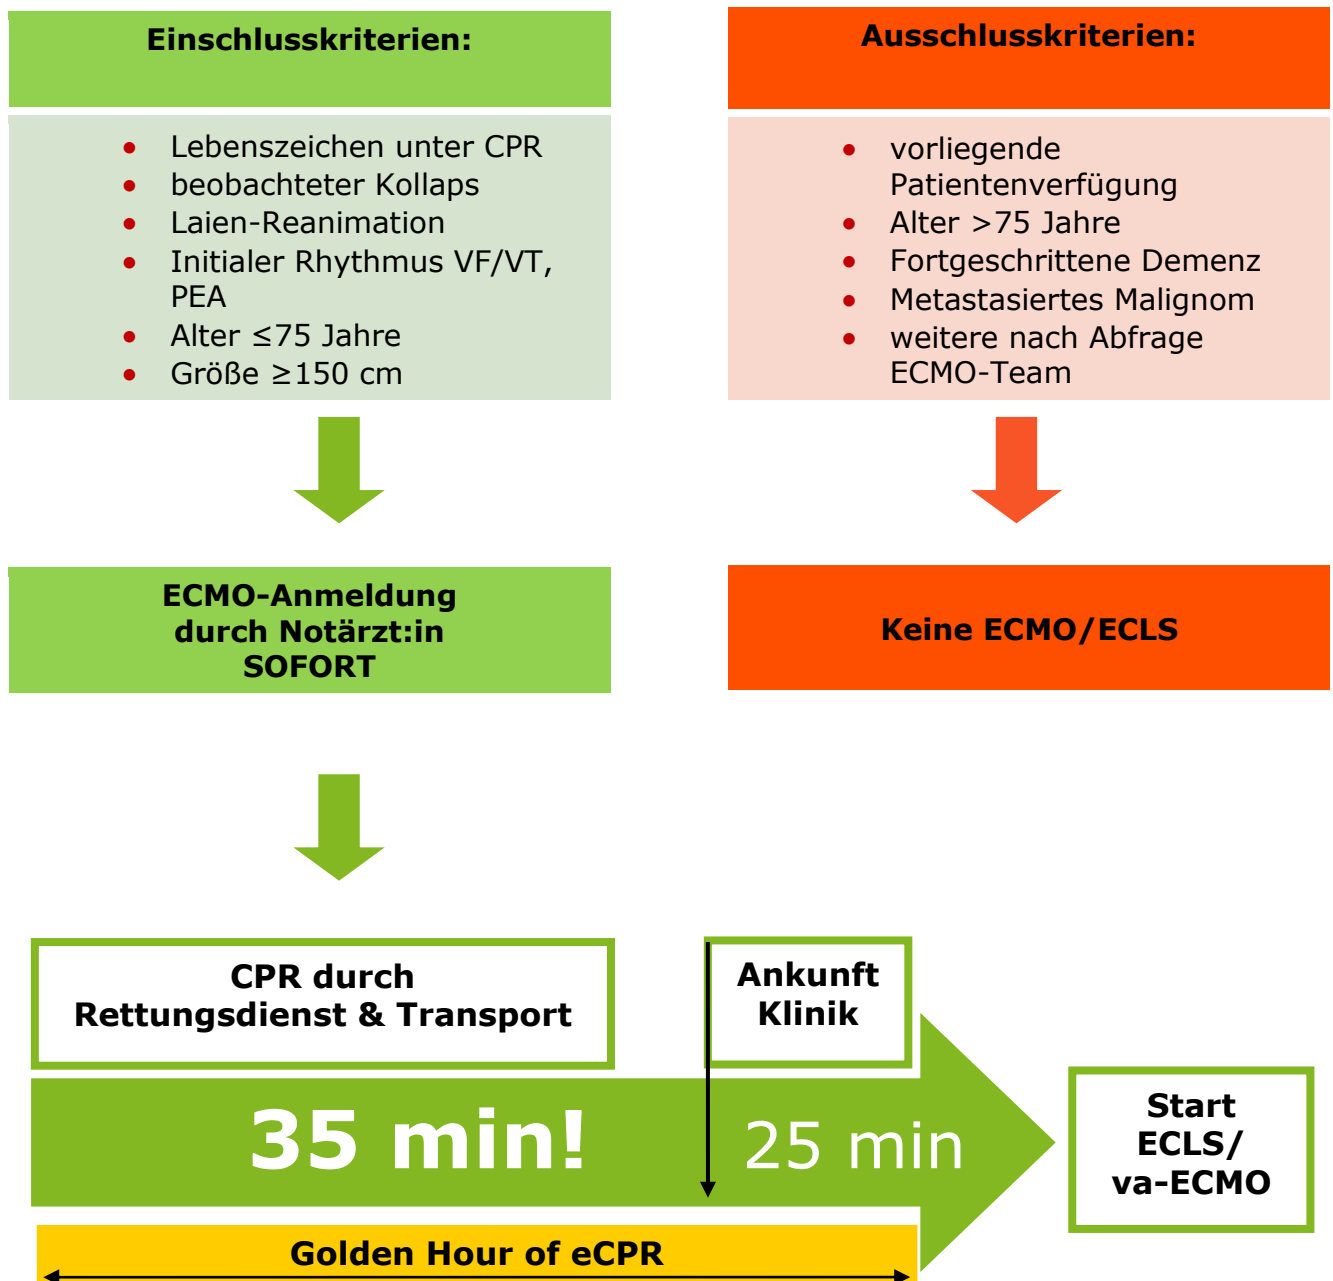 Einschlusskriterien:
• Lebenszeichen unter CPR
• beobachteter Kollaps
• Laien-Reanimation
• Initialer Rhythmus VF/VT,
PEA
• Alter ≤75 Jahre
• Größe ≥150 cm
Ausschlusskriterien:
• vorliegende
Patientenverfügung
• Alter >75 Jahre
• Fortgeschrittene Demenz
• Metastasiertes Malignom
• weitere nach Abfrage
ECMO-Team
ECMO-Anmeldung
durch Notärzt:in
SOFORT
Keine ECMO/ECLS
CPR durch
Rettungsdienst & Transport
Ankunft
Klinik
35 min!
25 min
Start
ECLS/
va-ECMO
Golden Hour of eCPR